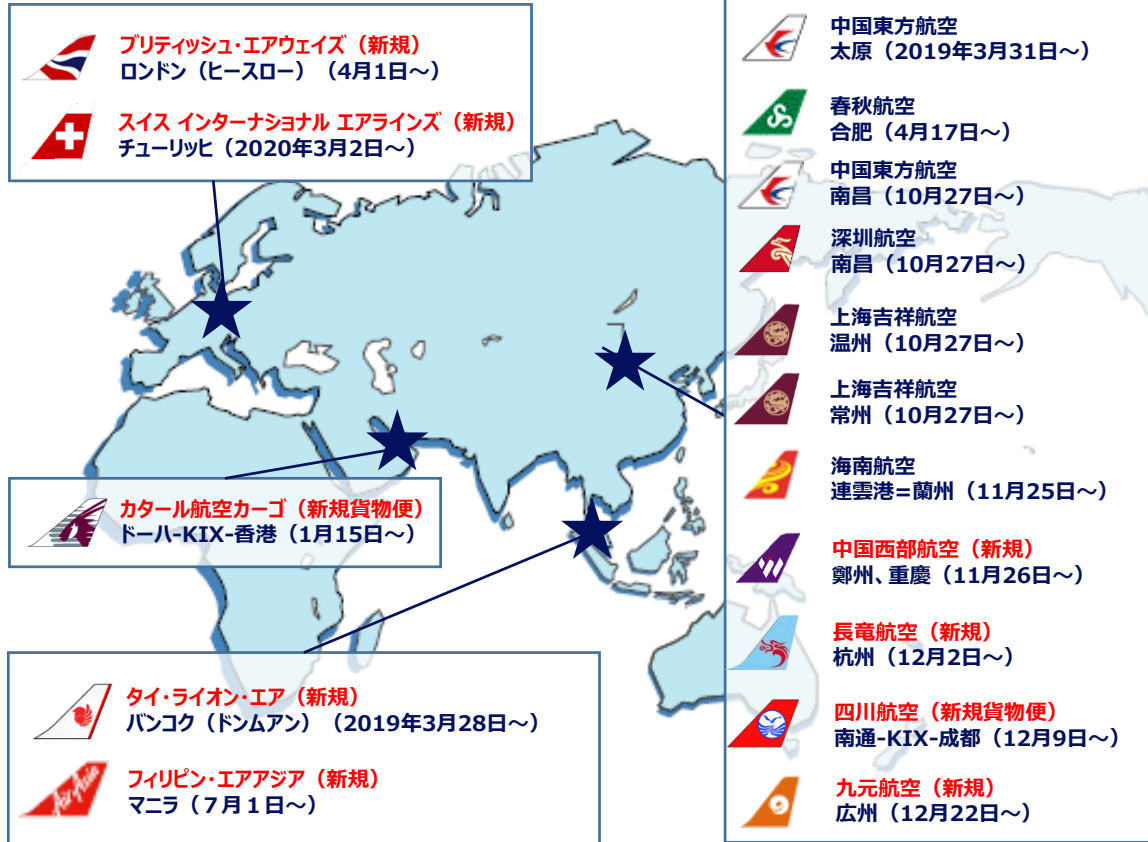 ブリティッシュ・エアウェイズ（新規）
ロンドン（ヒースロー）（4月1日～）
スイス インターナショナル エアラインズ（新規）
チューリッヒ（2020年3月2日～）
カタール航空カーゴ（新規貨物便）
ドーハ-KIX-香港（1月15日～）
タイ・ライオン・エア（新規）
バンコク（ドンムアン）（2019年3月28日～）
Air Asia
フィリピン・エアアジア（新規）
マニラ（７月１日～）
中国東方航空
太原（2019年3月31日～）
春秋航空
合肥（4月17日～）
中国東方航空
南昌（10月27日～）
深圳航空
南昌（10月27日～）
上海吉祥航空
温州（10月27日～）
上海吉祥航空
常州（10月27日～）
海南航空
連雲港=蘭州（11月25日～）
中国西部航空（新規）
鄭州、重慶（11月26日～）
長竜航空（新規）
杭州（12月2日～）
四川航空（新規貨物便）
南通-KIX-成都（12月9日～）
九元航空（新規）
広州（12月22日～）